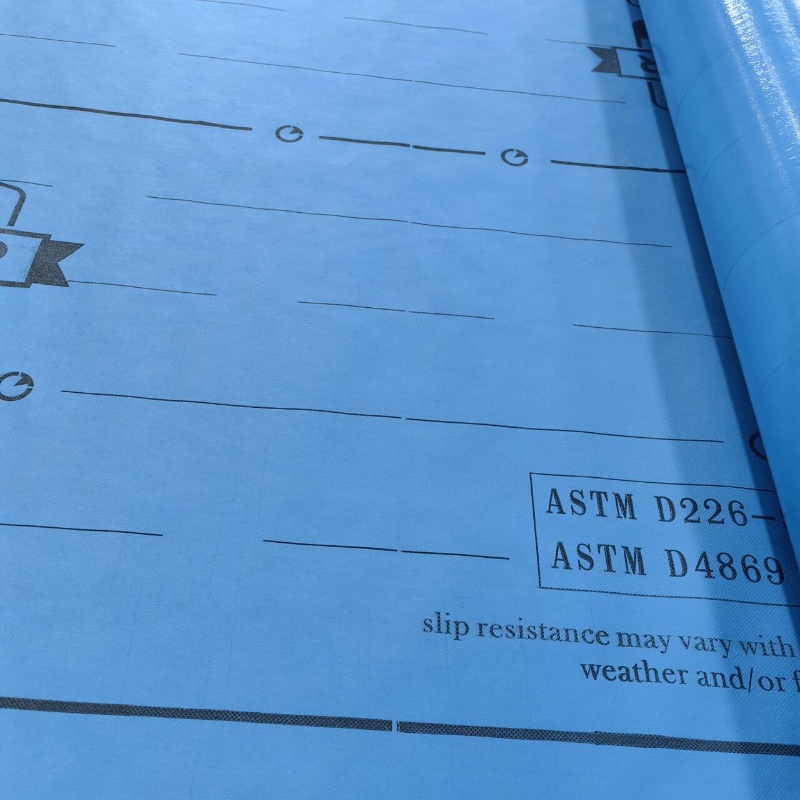 ASTM D226-
ASTM D4869
slip resistance may vary with
weather and/or